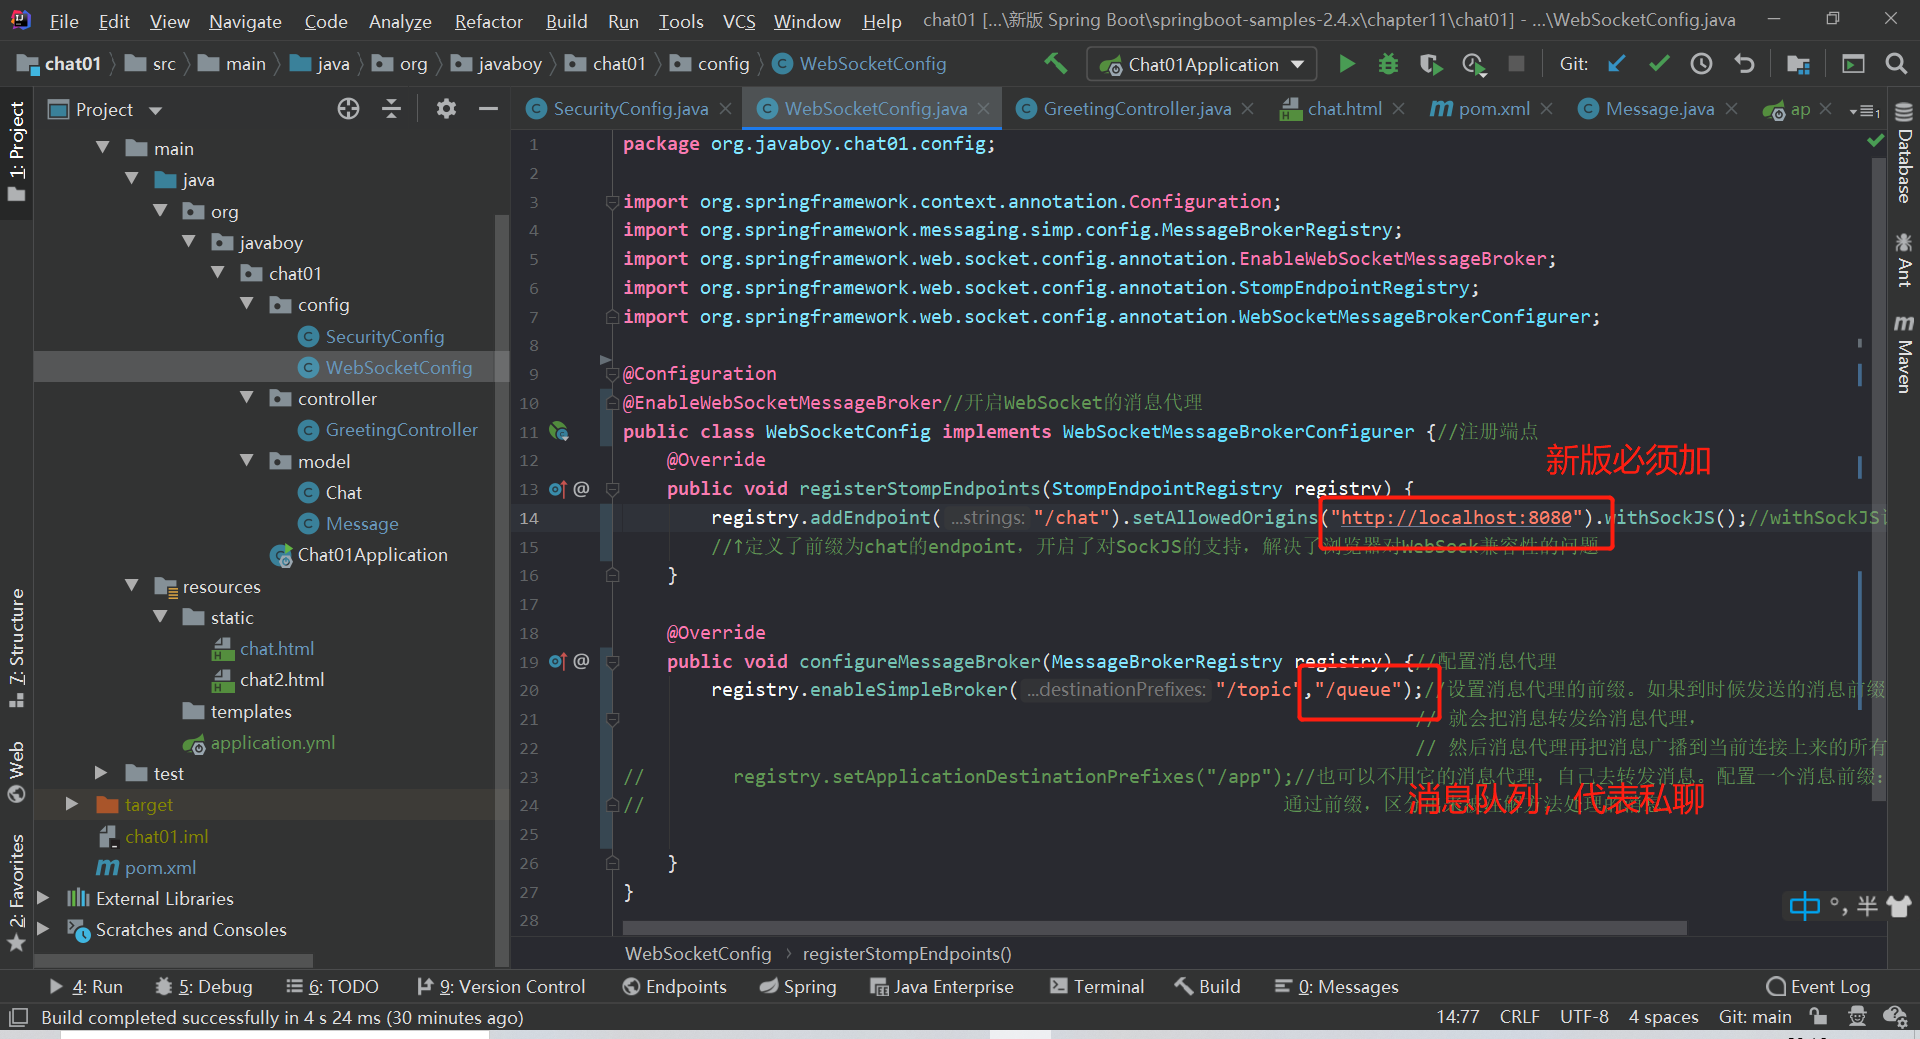 File Edit View Navigate Code Analyze Refactor Build Run Tools VCS Window Help chat01 [...\新版 Spring Boot\springboot-samples-2.4.x\chapter11\chat01] - ...\WebSocketConfig.java
chat01 src main java org javaboy chat01 config WebSocketConfig Chat01Application Git:
Project
SecurityConfig.java WebSocketConfig.java GreetingController.java chat.html pom.xml Message.java ap
1: Project
7: Structure
Web
2: Favorites
main
java
org
javaboy
chat01
config
SecurityConfig
WebSocketConfig
controller
GreetingController
model
Chat
Message
Chat01Application
resources
static
chat.html
chat2.html
templates
application.yml
test
target
chat01.iml
pom.xml
External Libraries
Scratches and Consoles
1 package org.javaboy.chat01.config;
2
3 import org.springframework.context.annotation.Configuration;
4 import org.springframework.messaging.simp.config.MessageBrokerRegistry;
5 import org.springframework.web.socket.config.annotation.EnableWebSocketMessageBroker;
6 import org.springframework.web.socket.config.annotation.StompEndpointRegistry;
7 import org.springframework.web.socket.config.annotation.WebSocketMessageBrokerConfigurer;
8
9 @Configuration
10 @EnableWebSocketMessageBroker//开启WebSocket的消息代理
11 public class WebSocketConfig implements WebSocketMessageBrokerConfigurer {//注册端点
新版必须加
12 @Override
13 public void registerStompEndpoints(StompEndpointRegistry registry) {
14 registry.addEndpoint( ...strings: "/chat").setAllowedOrigins("http://localhost:8080").withSockJS();//withSockJS
15 //↑定义了前缀为chat的endpoint，开启了对SockJS的支持，解决了浏览器对WebSock兼容性的问题
16 }
17
18 @Override
19 public void configureMessageBroker(MessageBrokerRegistry registry) {//配置消息代理
20 registry.enableSimpleBroker( ...destinationPrefixes: "/topic","/queue");//设置消息代理的前缀。如果到时候发送的消息前缀
21 // 就会把消息转发给消息代理，
22 // 然后消息代理再把消息广播到当前连接上来的所有
23 // registry.setApplicationDestinationPrefixes("/app");//也可以不用它的消息代理，自己去转发消息。配置一个消息前缀：
消息队列，代表私聊
24 // 通过前缀，区分
25
26 }
27 }
28
WebSocketConfig registerStompEndpoints()
Database
Ant
Maven
中 °, 半
4: Run 5: Debug 6: TODO 9: Version Control Endpoints Spring Java Enterprise Terminal Build 0: Messages Event Log
Build completed successfully in 4 s 24 ms (30 minutes ago) 14:77 CRLF UTF-8 4 spaces Git: main